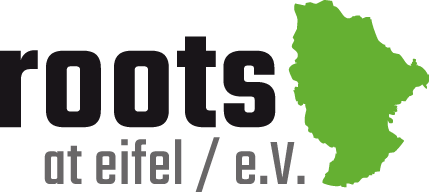 roots
at eifel / e.V.